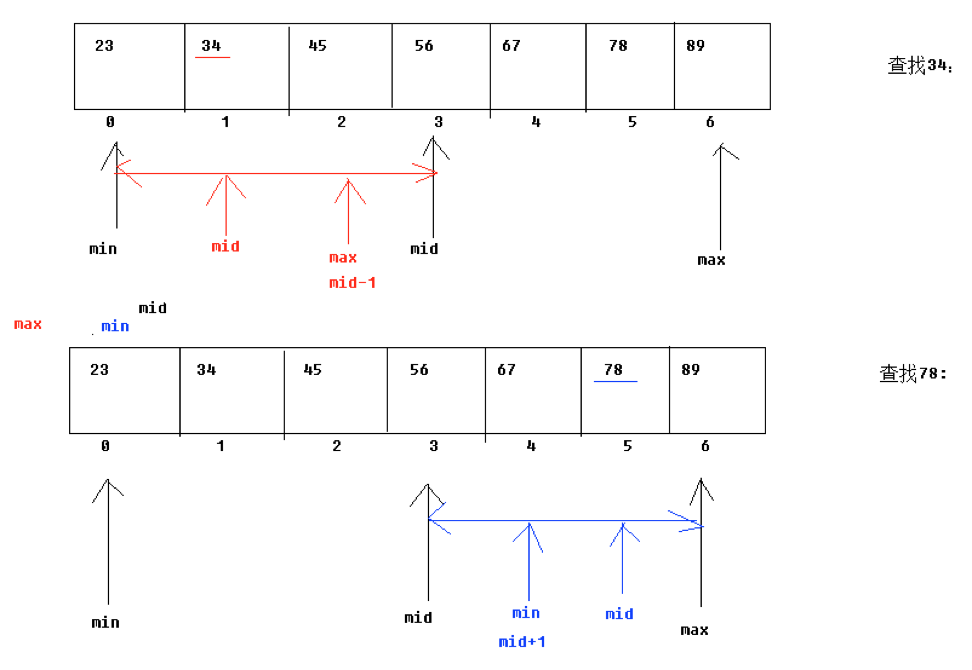 23 34 45 56 67 78 89
查找34:
0 1 2 3 4 5 6
min mid mid
max max
mid-1
mid
max min
23 34 45 56 67 78 89
查找78:
0 1 2 3 4 5 6
min mid min mid max
mid+1